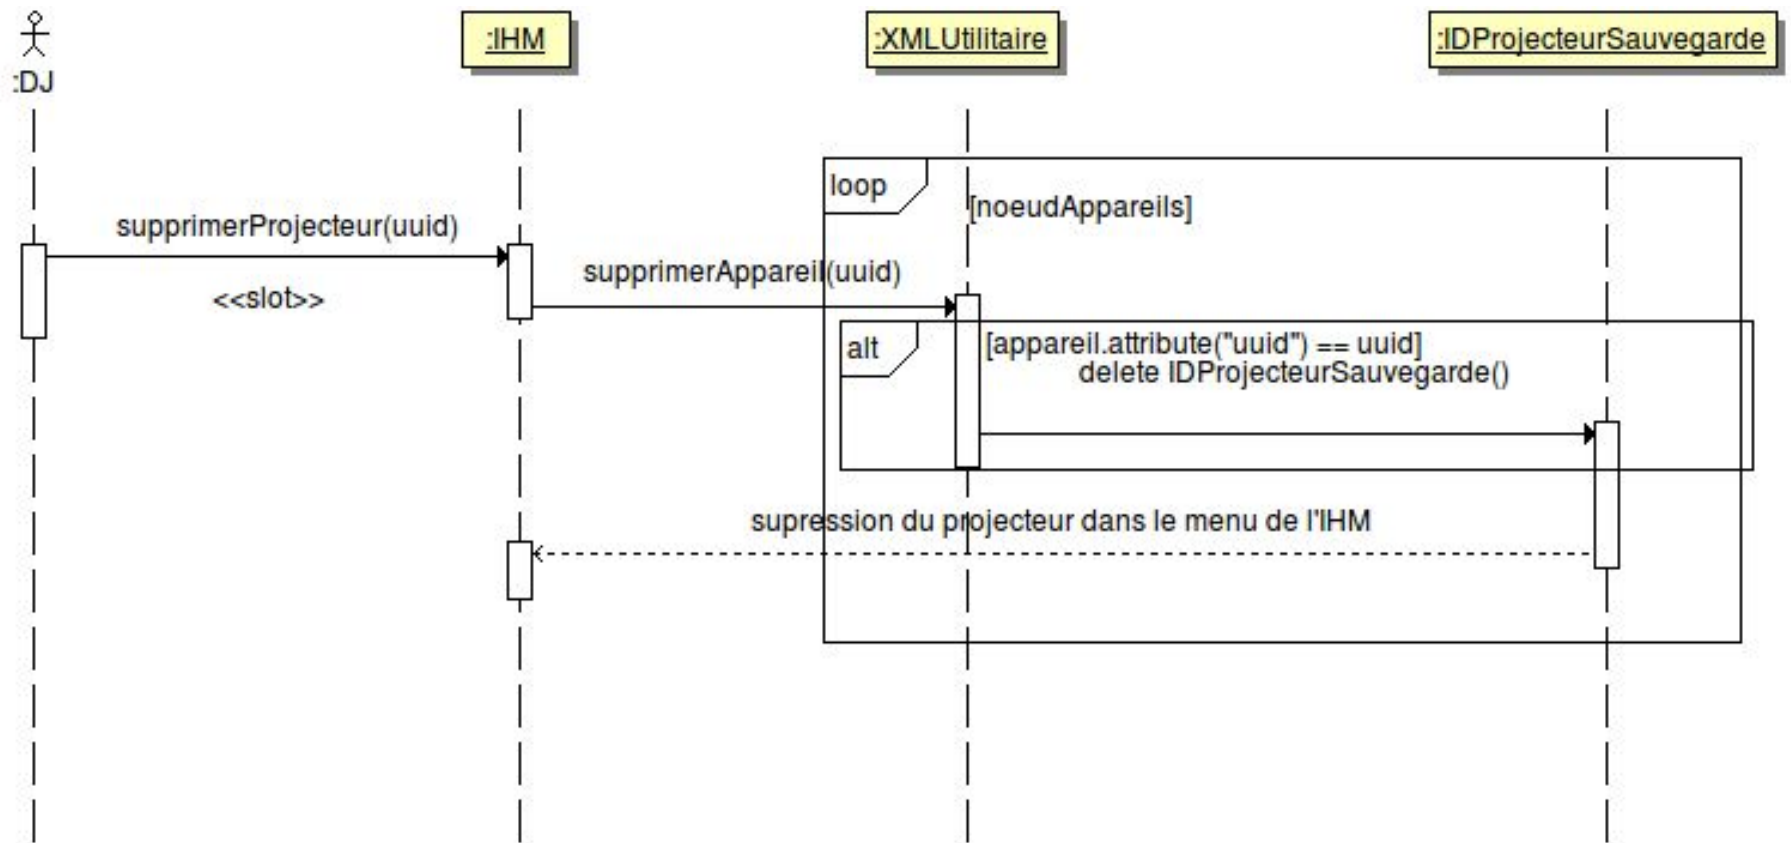 :DJ
:IHM
:XMLUtilitaire
:IDProjecteurSauvegarde
loop
[noeudAppareils]
supprimerProjecteur(uuid)
<<slot>>
supprimerAppareil(uuid)
alt
[appareil.attribute("uuid") == uuid]
delete IDProjecteurSauvegarde()
supression du projecteur dans le menu de l'IHM